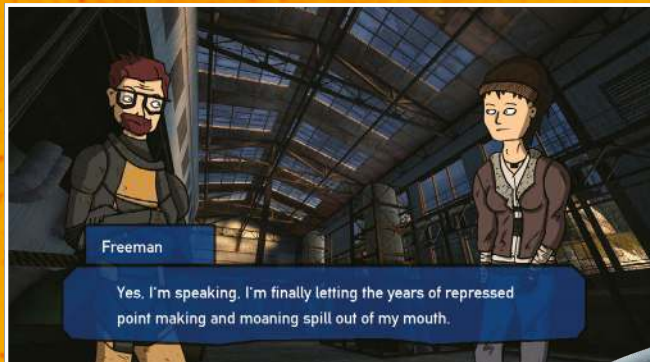 Freeman
Yes, I'm speaking. I'm finally letting the years of repressed
point making and moaning spill out of my mouth.